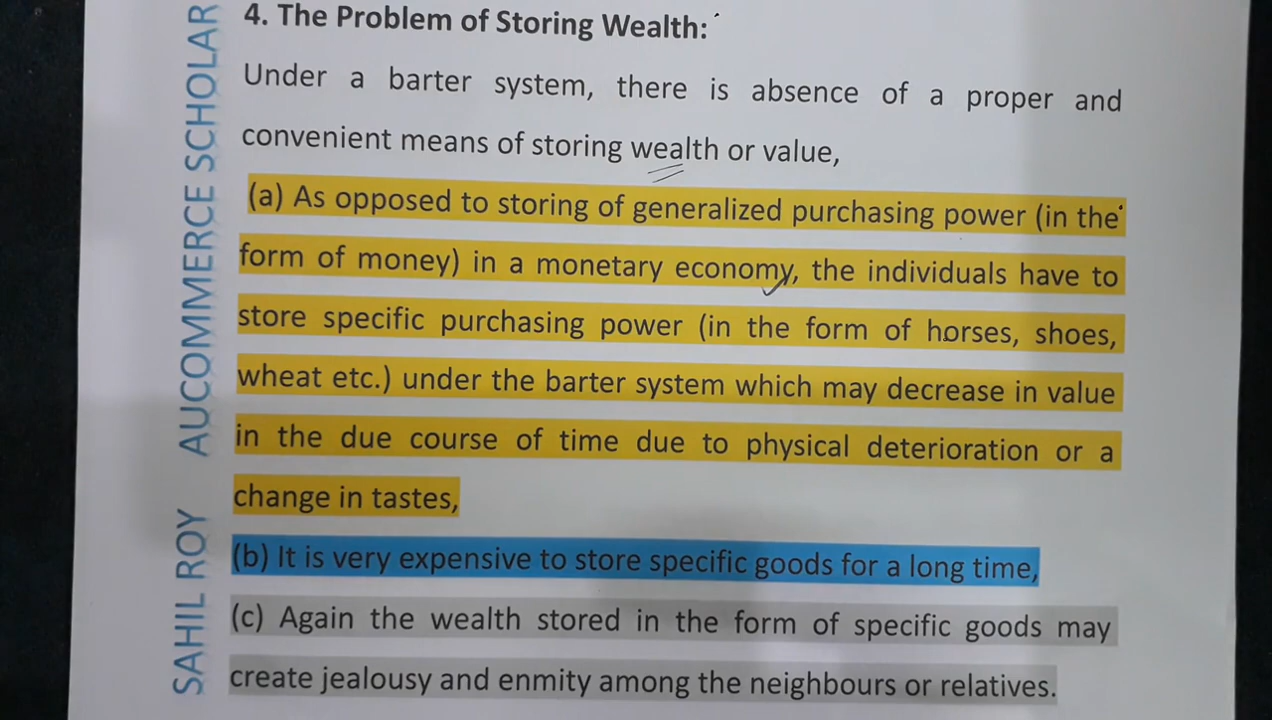 4. The Problem of Storing Wealth:
Under a barter system, there is absence of a proper and
convenient means of storing wealth or value,
(a) As opposed to storing of generalized purchasing power (in the
form of money) in a monetary economy, the individuals have to
store specific purchasing power (in the form of horses, shoes,
wheat etc.) under the barter system which may decrease in value
in the due course of time due to physical deterioration or a
change in tastes,
(b) It is very expensive to store specific goods for a long time,
(c) Again the wealth stored in the form of specific goods may
create jealousy and enmity among the neighbours or relatives.
SAHIL ROY AUCOMMERCE SCHOLAR